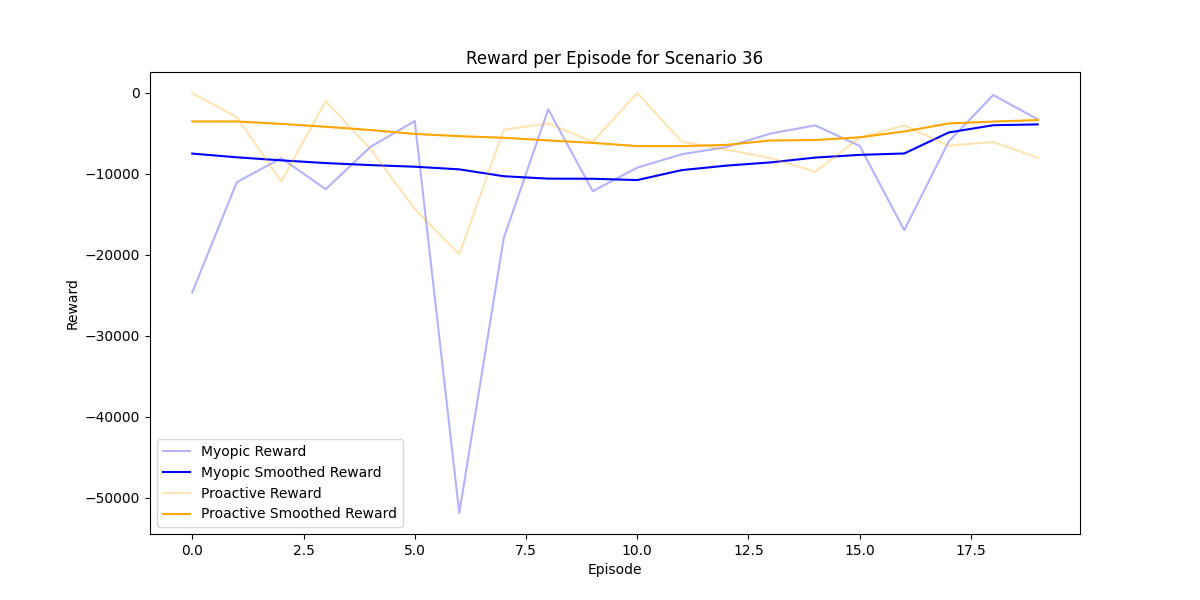 Reward per Episode for Scenario 36
0
−10000
−20000
−30000
−40000
−50000
Reward
Myopic Reward
Myopic Smoothed Reward
Proactive Reward
Proactive Smoothed Reward
0.0 2.5 5.0 7.5 10.0 12.5 15.0 17.5
Episode